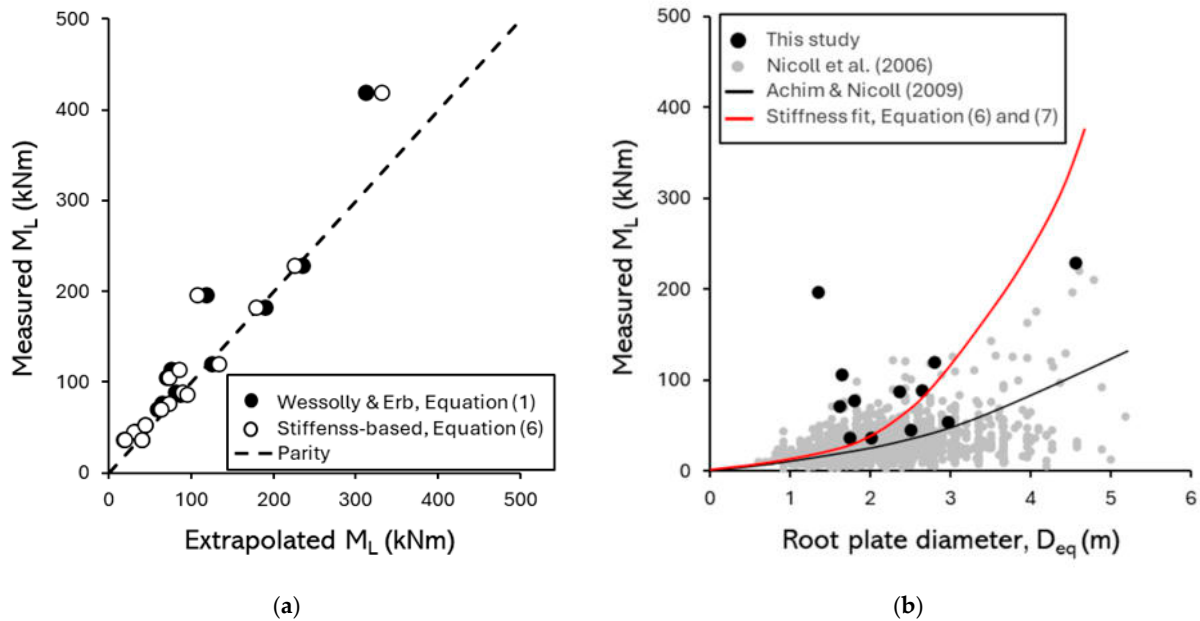 500
400
300
200
100
0
Measured M_L (kNm)
Wessolly & Erb, Equation (1)
Stiffenss-based, Equation (6)
Parity
0 100 200 300 400 500
Extrapolated M_L (kNm)
(a)
500
400
300
200
100
0
Measured M_L (kNm)
This study
Nicoll et al. (2006)
Achim & Nicoll (2009)
Stiffness fit, Equation (6) and (7)
0 1 2 3 4 5 6
Root plate diameter, D_eq (m)
(b)